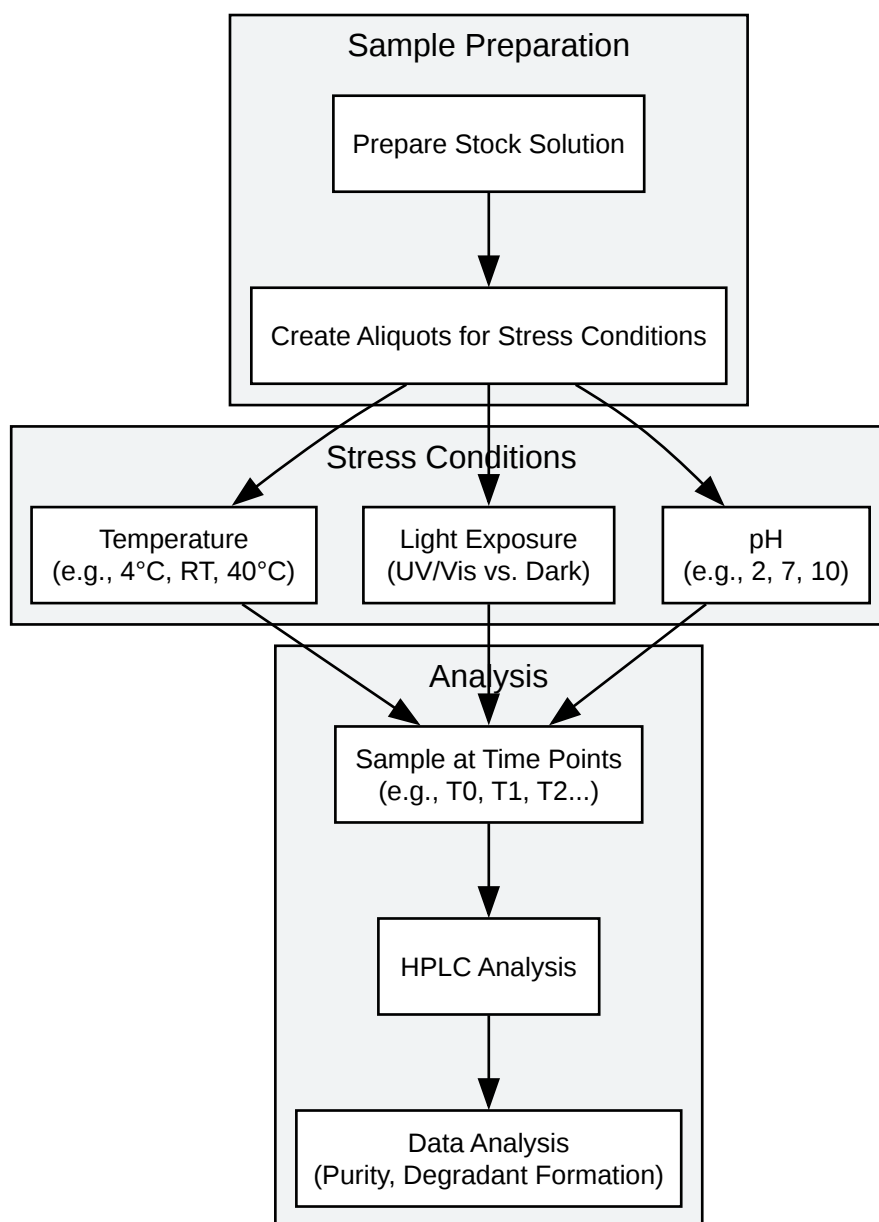 Sample Preparation
Prepare Stock Solution
Create Aliquots for Stress Conditions
Stress Conditions
Temperature
(e.g., 4°C, RT, 40°C)
Light Exposure
(UV/Vis vs. Dark)
pH
(e.g., 2, 7, 10)
Analysis
Sample at Time Points
(e.g., T0, T1, T2...)
HPLC Analysis
Data Analysis
(Purity, Degradant Formation)